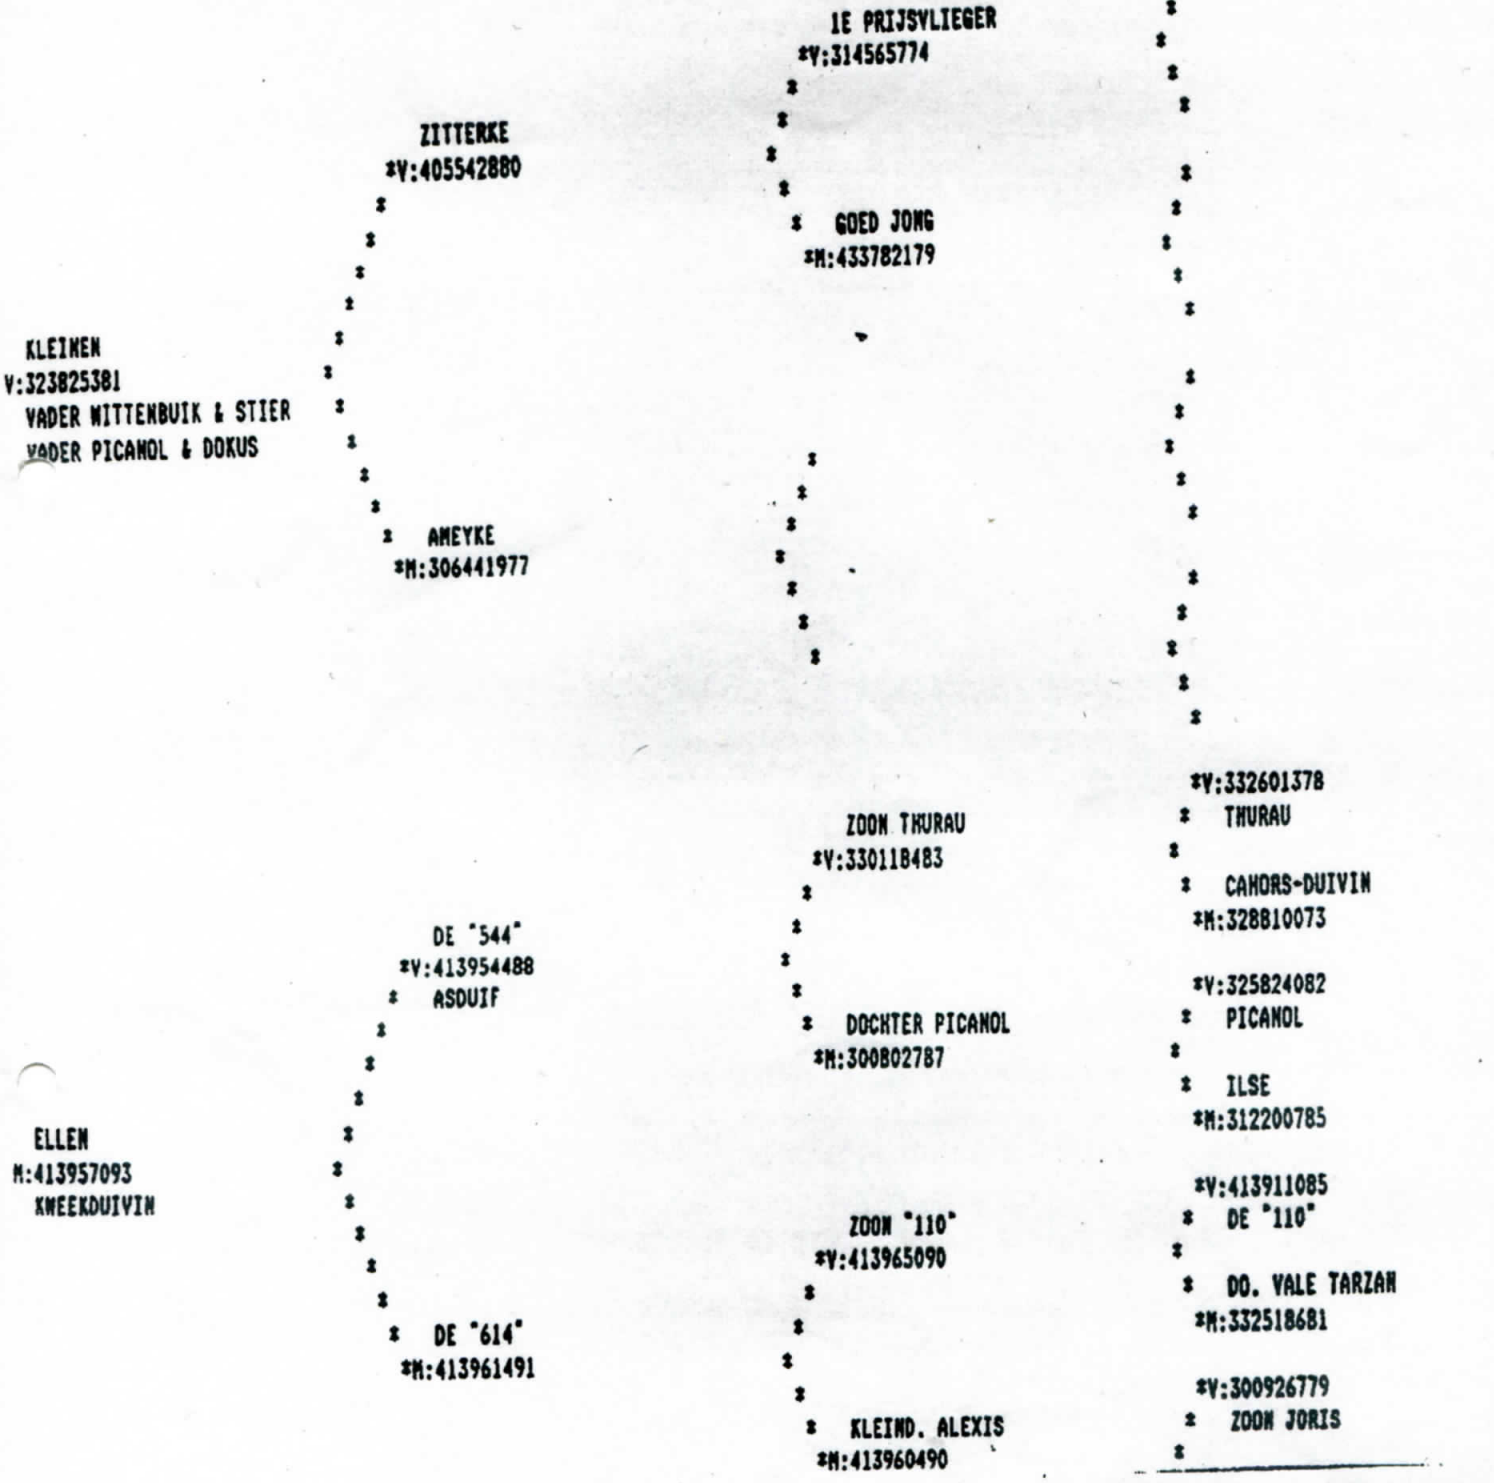 1E PRIJSVLIEGER
*V:314565774
ZITTERKE
*V:405542880
GOED JONG
*M:433782179
KLEINEN
V:323825381
VADER WITTENBUIK & STIER
VADER PICANOL & DOKUS
AMEYKE
*M:306441977
*V:332601378
THURAU
ZOON THURAU
*V:330118483
CAHORS-DUIVIN
*M:328810073
DE "544"
*V:413954488
ASDUIF
*V:325824082
PICANOL
DOCHTER PICANOL
*M:300802787
ILSE
*M:312200785
ELLEN
M:413957093
KWEEKDUIVIN
*V:413911085
DE "110"
ZOON "110"
*V:413965090
DO. VALE TARZAN
*M:332518681
DE "614"
*M:413961491
*V:300926779
ZOON JORIS
KLEIND. ALEXIS
*M:413960490